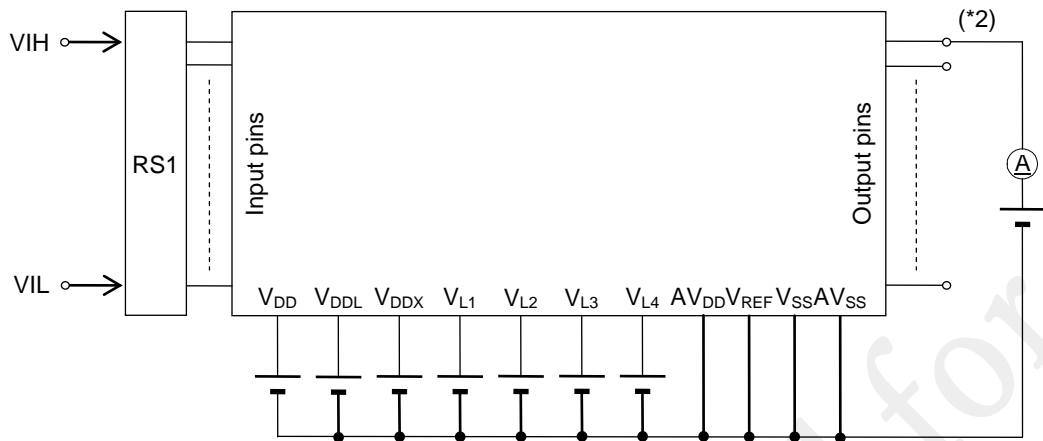 (*2)
VIH
RS1
Input pins
Output pins
A
VIL
VDD
VDDL
VDDX
VL1
VL2
VL3
VL4
AVDD
VREF
VSS
AVSS
for